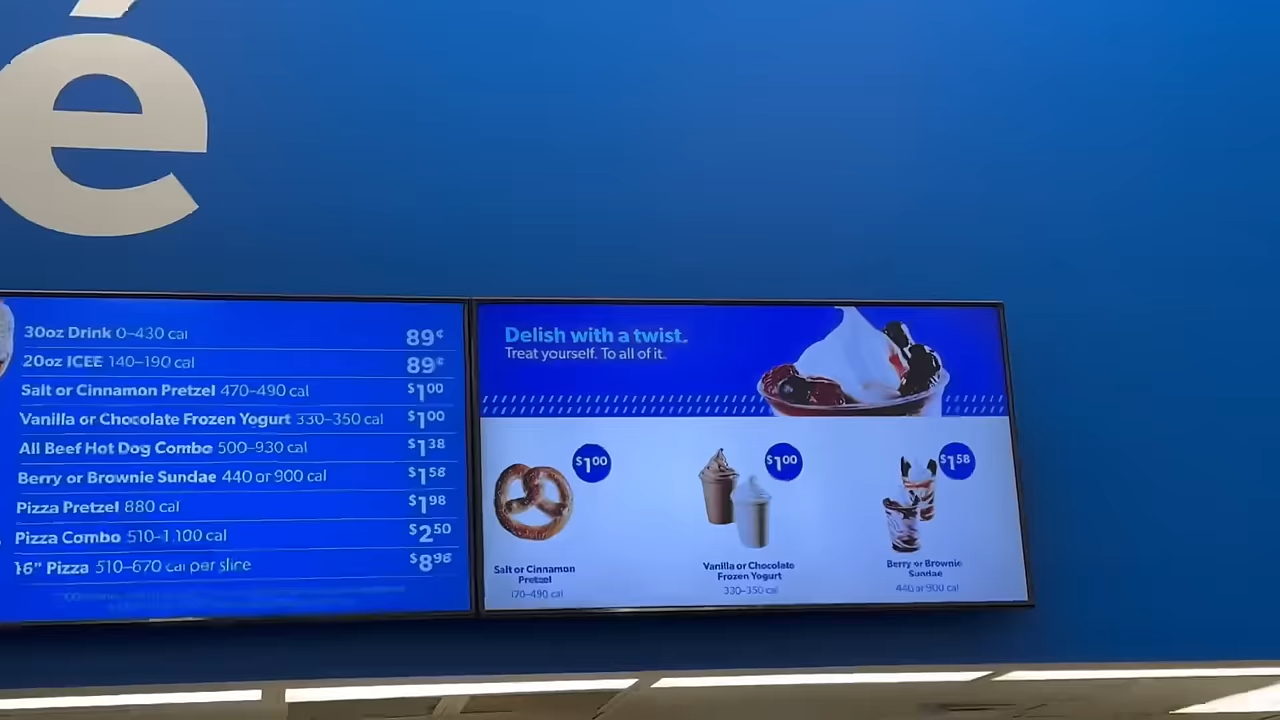 é
30oz Drink 0–430 cal 89¢
20oz ICEE 140–190 cal 89¢
Salt or Cinnamon Pretzel 470–490 cal $1.00
Vanilla or Chocolate Frozen Yogurt 330–350 cal $1.00
All Beef Hot Dog Combo 500–930 cal $1.38
Berry or Brownie Sundae 440 or 900 cal $1.58
Pizza Pretzel 880 cal $1.98
Pizza Combo 510–1,100 cal $2.50
16" Pizza 510–670 cal per slice $8.98
Delish with a twist.
Treat yourself. To all of it.
$1.00
Salt or Cinnamon
Pretzel
470–490 cal
$1.00
Vanilla or Chocolate
Frozen Yogurt
330–350 cal
$1.58
Berry or Brownie
Sundae
440 or 900 cal